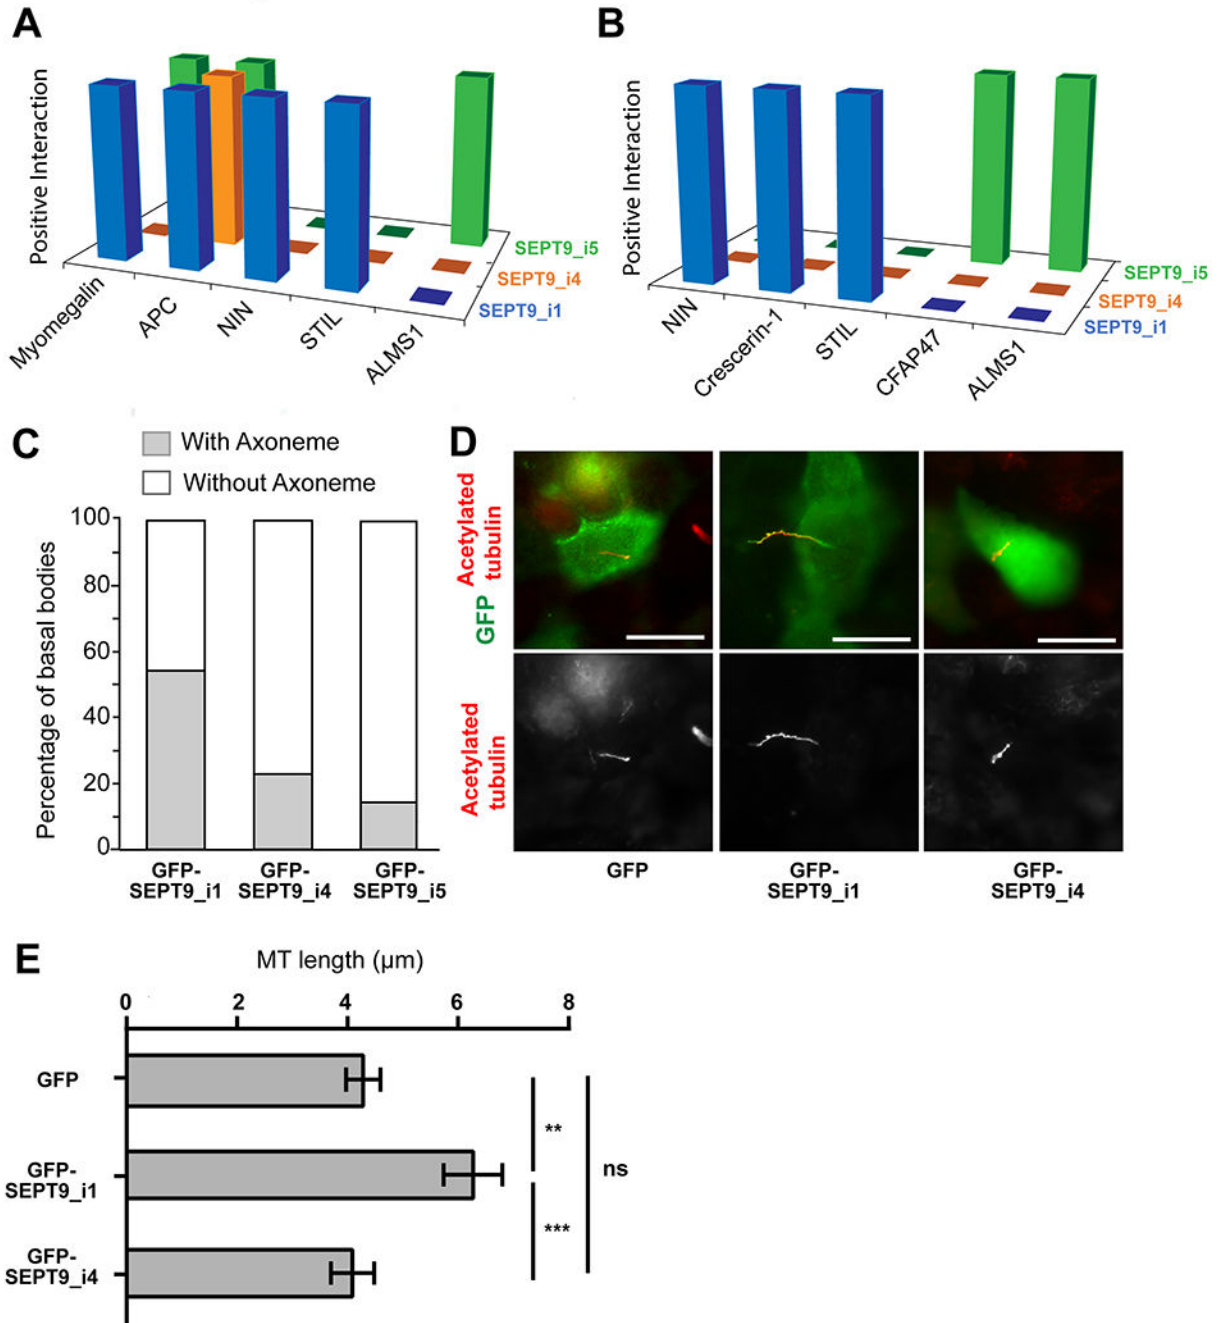 A
Positive Interaction
Myomegalin
APC
NIN
STIL
ALMS1
SEPT9_i5
SEPT9_i4
SEPT9_i1
B
Positive Interaction
NIN
Crescerin-1
STIL
CFAP47
ALMS1
SEPT9_i5
SEPT9_i4
SEPT9_i1
C
With Axoneme
Without Axoneme
Percentage of basal bodies
100
80
60
40
20
0
GFP-
SEPT9_i1
GFP-
SEPT9_i4
GFP-
SEPT9_i5
D
Acetylated
tubulin
GFP
Acetylated
tubulin
GFP
GFP-
SEPT9_i1
GFP-
SEPT9_i4
E
MT length (µm)
0 2 4 6 8
GFP
GFP-
SEPT9_i1
GFP-
SEPT9_i4
**
***
ns